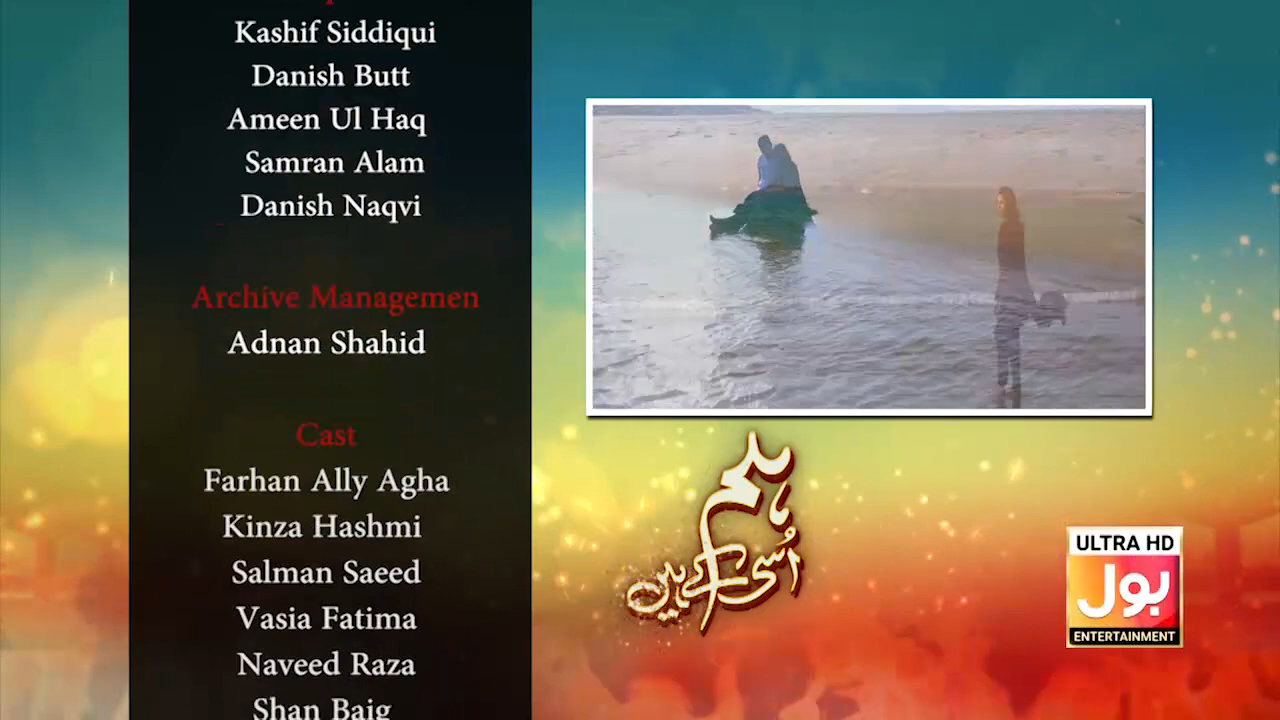 Kashif Siddiqui
Danish Butt
Ameen Ul Haq
Samran Alam
Danish Naqvi
Archive Managemen
Adnan Shahid
Cast
Farhan Ally Agha
Kinza Hashmi
Salman Saeed
Vasia Fatima
Naveed Raza
Shan Baig
ہم
اُسی کے ہیں
ULTRA HD
بول
ENTERTAINMENT